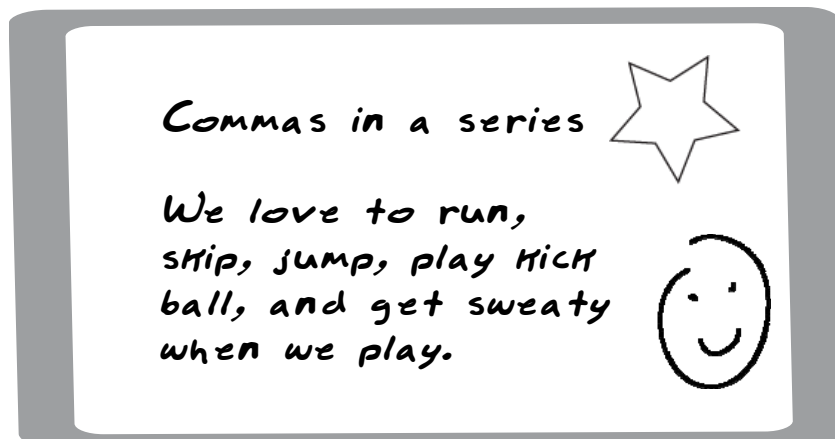 Commas in a series
We love to run,
skip, jump, play kick
ball, and get sweaty
when we play.